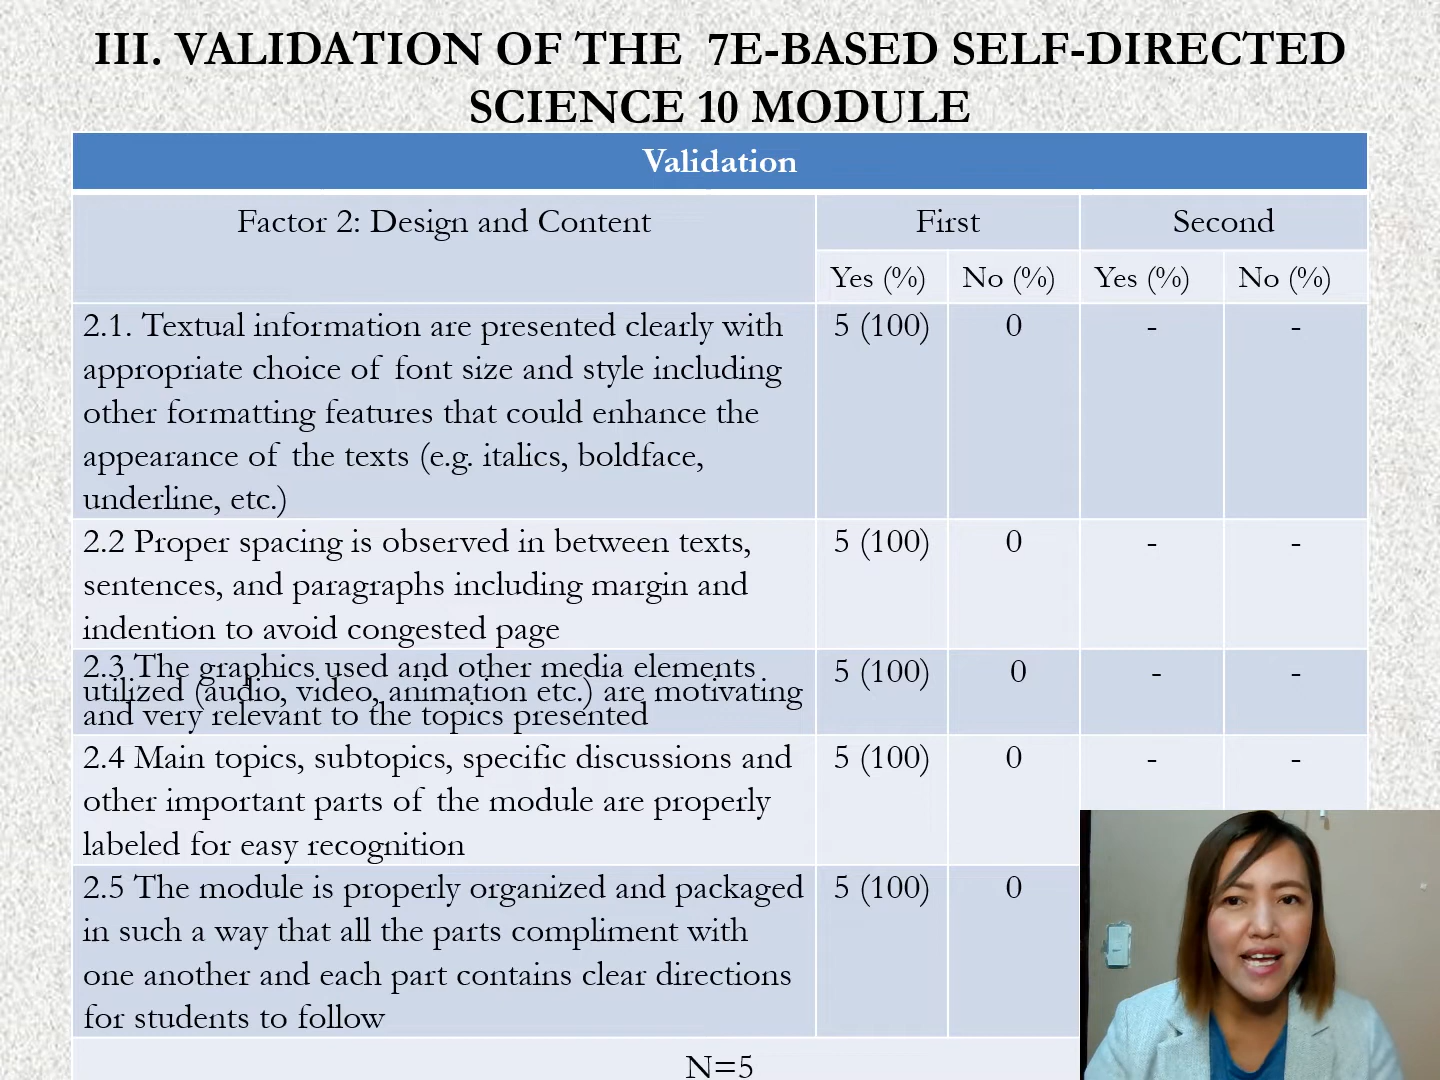 III. VALIDATION OF THE 7E-BASED SELF-DIRECTED
SCIENCE 10 MODULE
Validation
Factor 2: Design and Content First Second
Yes (%) No (%) Yes (%) No (%)
2.1. Textual information are presented clearly with 5 (100) 0 - -
appropriate choice of font size and style including
other formatting features that could enhance the
appearance of the texts (e.g. italics, boldface,
underline, etc.)
2.2 Proper spacing is observed in between texts, 5 (100) 0 - -
sentences, and paragraphs including margin and
indention to avoid congested page
2.3 The graphics used and other media elements 5 (100) 0 - -
utilized (audio, video, animation etc.) are motivating
and very relevant to the topics presented
2.4 Main topics, subtopics, specific discussions and 5 (100) 0 - -
other important parts of the module are properly
labeled for easy recognition
2.5 The module is properly organized and packaged 5 (100) 0
in such a way that all the parts compliment with
one another and each part contains clear directions
for students to follow
N=5